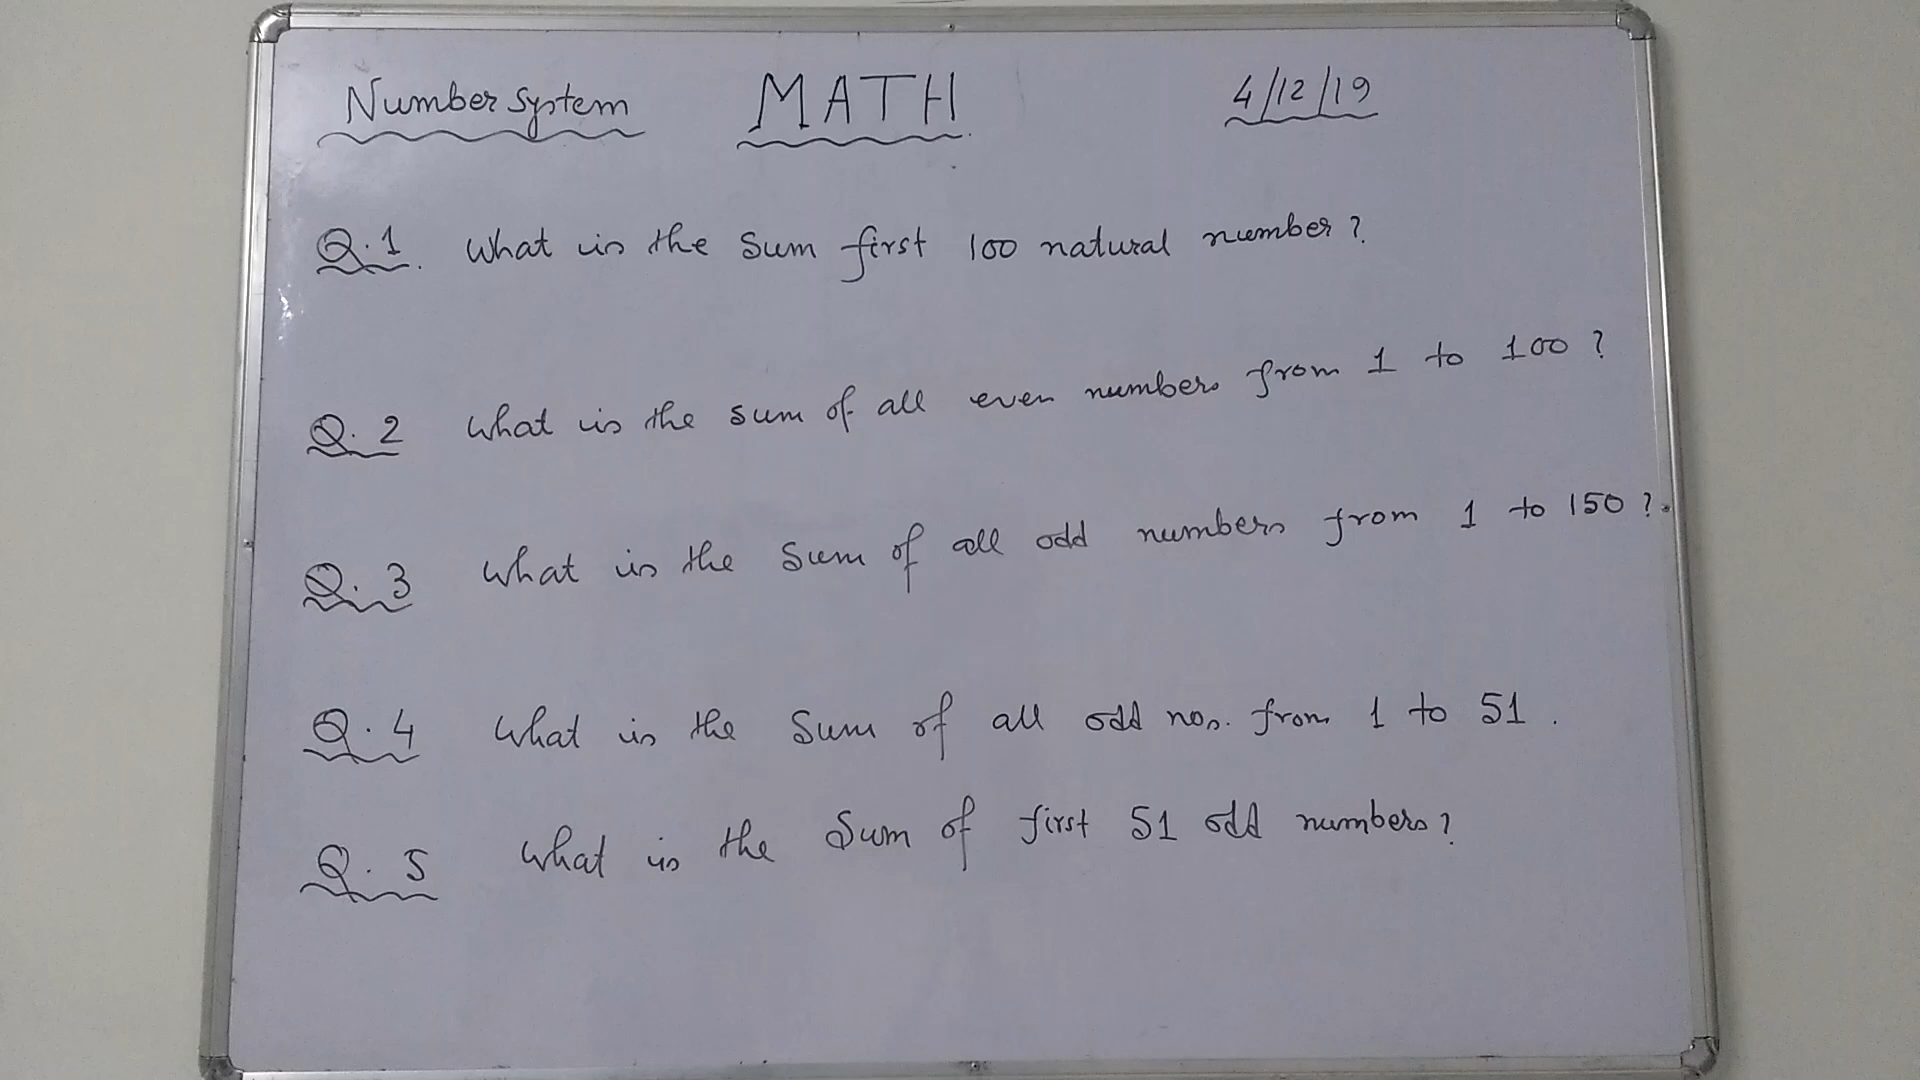 Number system MATH 4/12/19
Q.1. What is the sum first 100 natural number?
Q.2 What is the sum of all even numbers from 1 to 100?
Q.3 What is the sum of all odd numbers from 1 to 150?
Q.4 What is the sum of all odd nos. from 1 to 51.
Q.5 What is the sum of first 51 odd numbers?